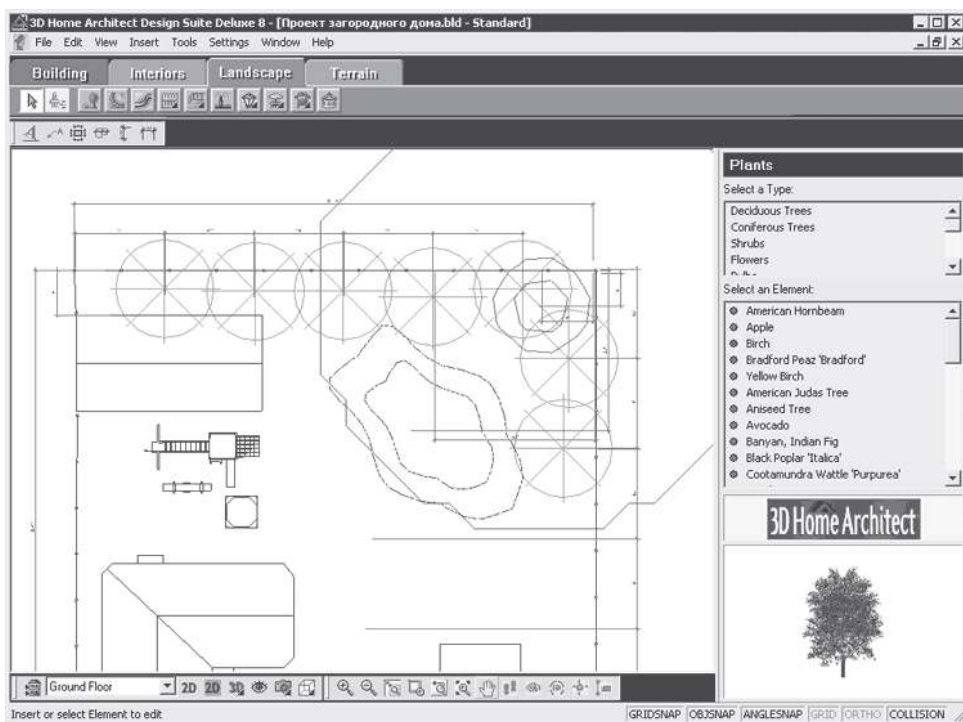 3D Home Architect Design Suite Deluxe 8 - [Проект загородного дома.bld - Standard]
File Edit View Insert Tools Settings Window Help
Building Interiors Landscape Terrain
Plants
Select a Type:
Deciduous Trees
Coniferous Trees
Shrubs
Flowers
Select an Element:
American Hornbeam
Apple
Birch
Bradford Peaz 'Bradford'
Yellow Birch
American Judas Tree
Aniseed Tree
Avocado
Banyan, Indian Fig
Black Poplar 'Italica'
Cootamundra Wattle 'Purpurea'
3D Home Architect
Ground Floor 2D 2D 3D
Insert or select Element to edit
GRIDSNAP OBJSNAP ANGLESNAP GRID ORTHO COLLISION